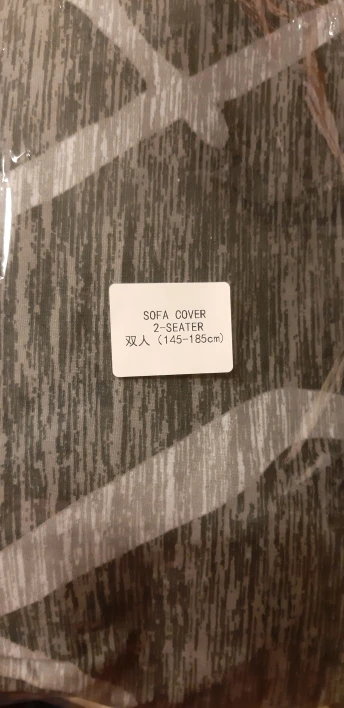 SOFA COVER
2-SEATER
双人 (145-185cm)